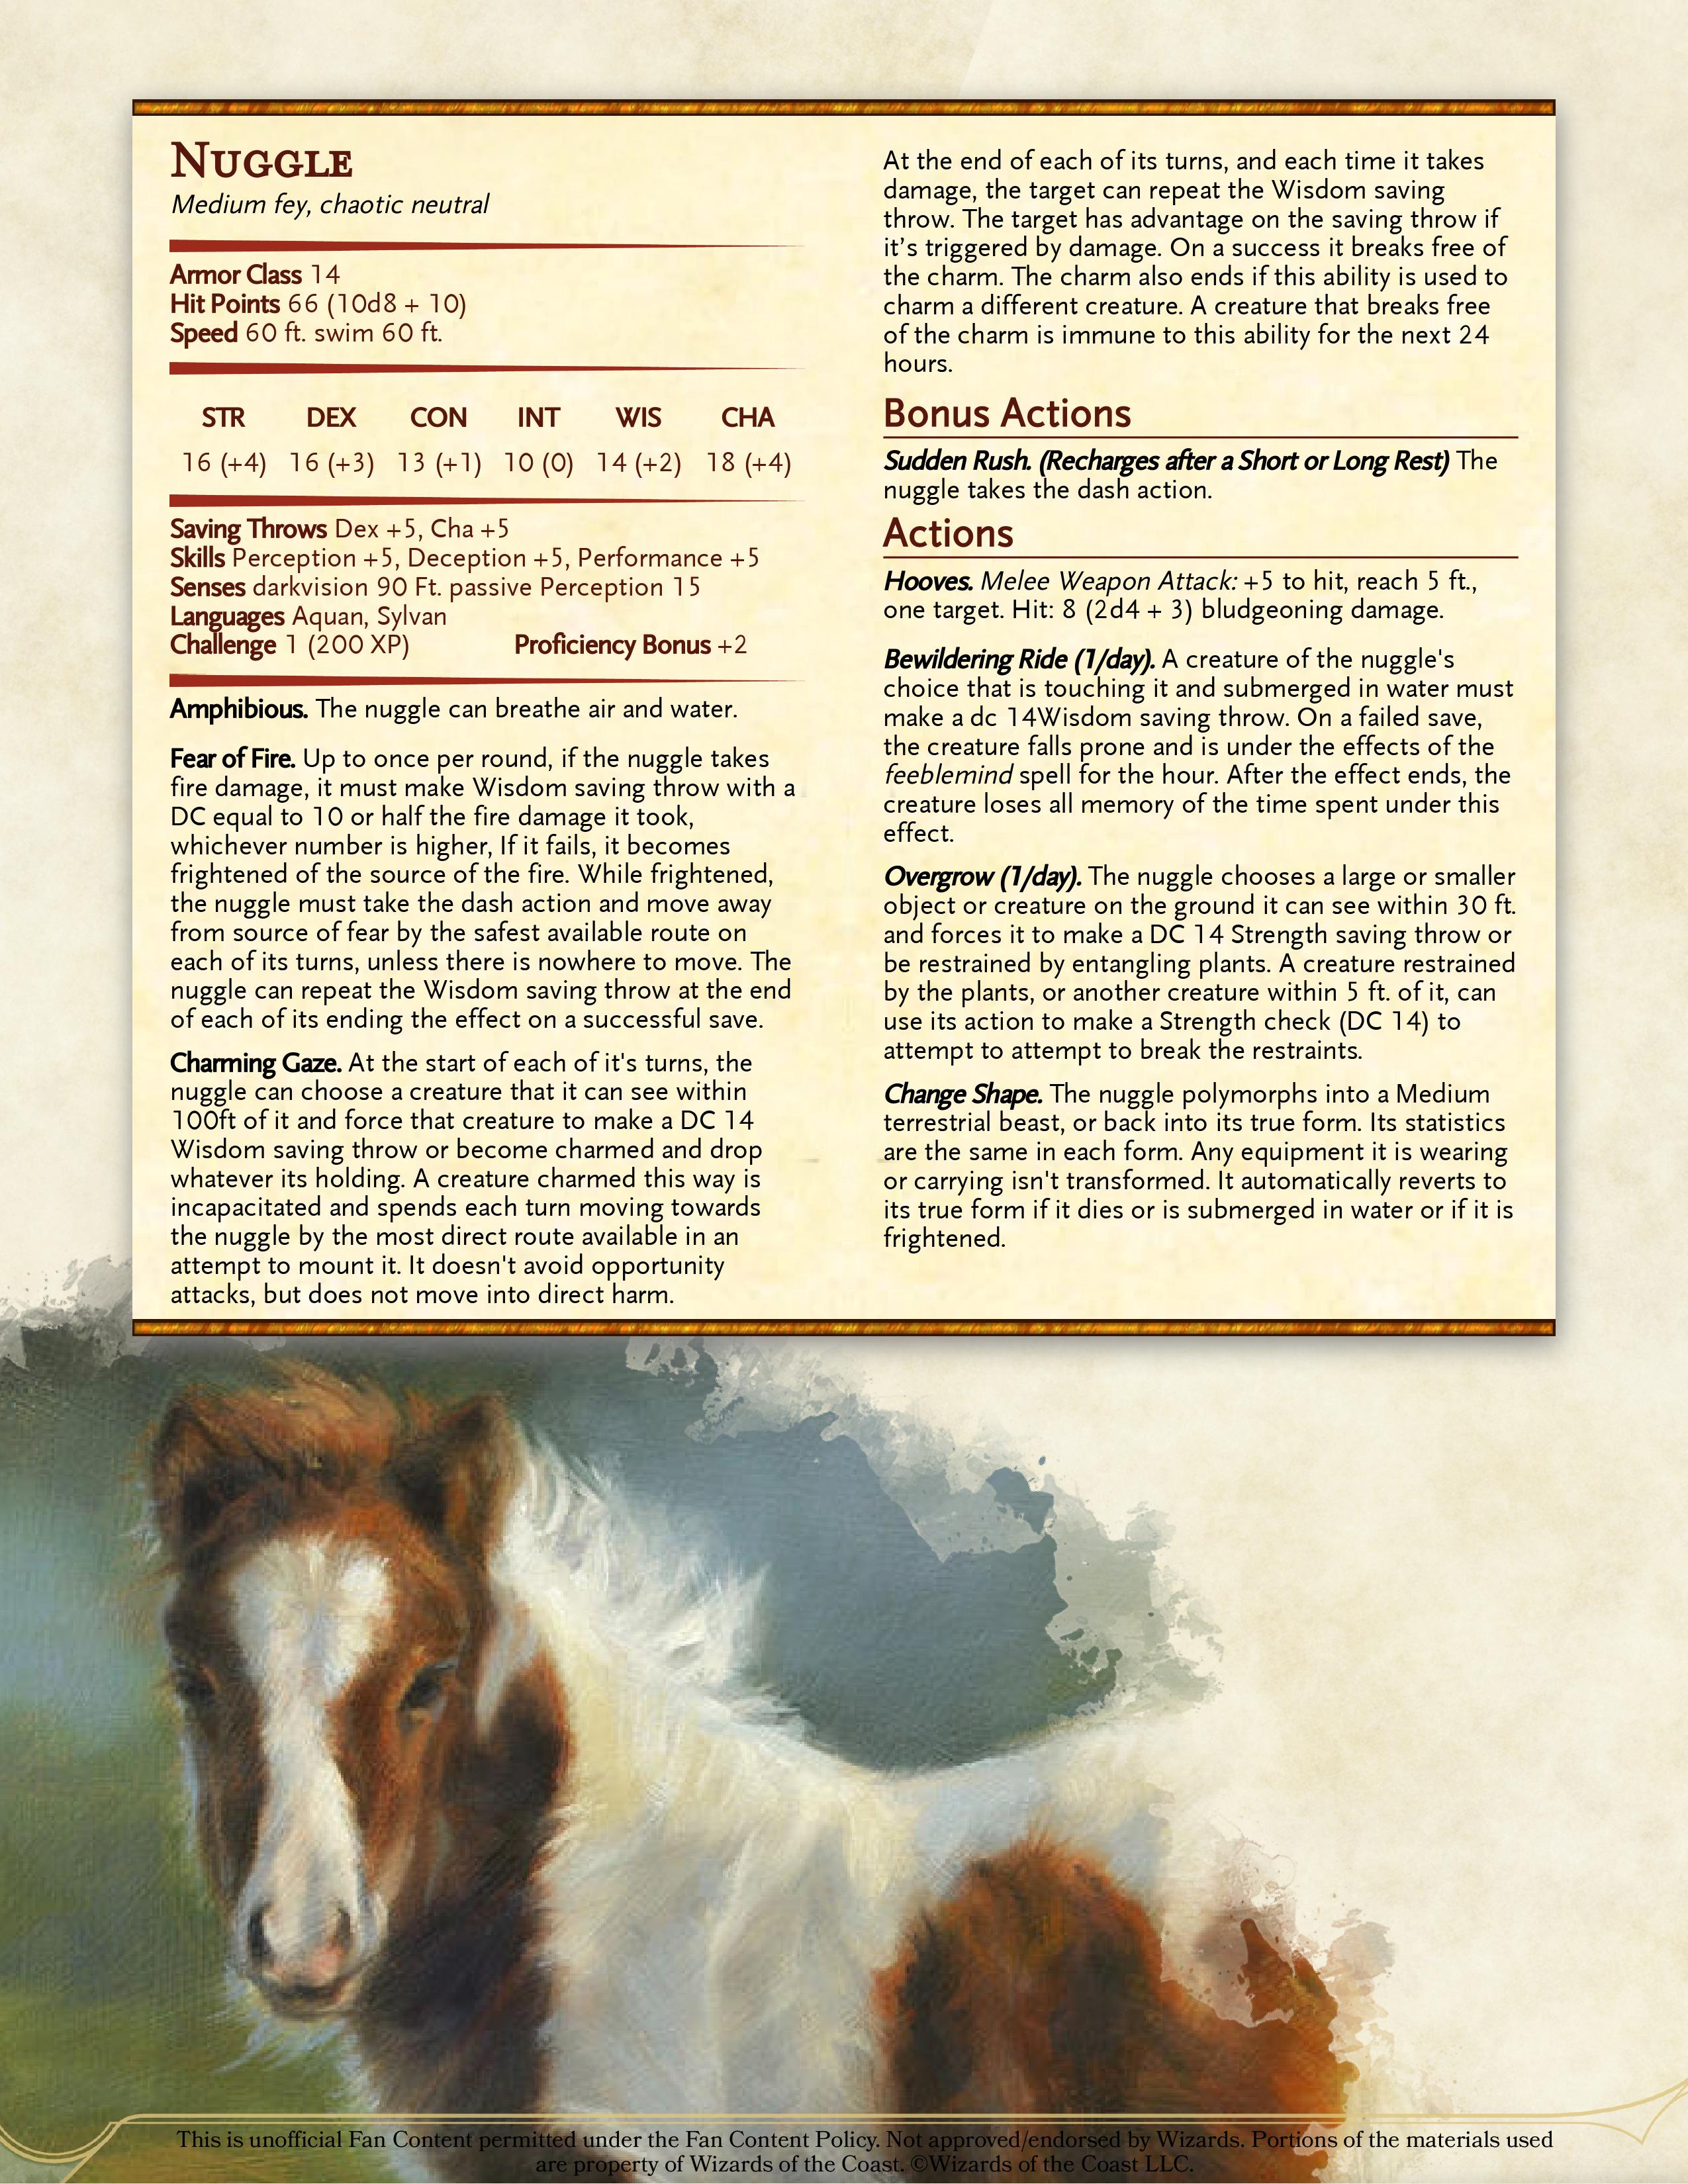 Nuggle
Medium fey, chaotic neutral
Armor Class 14
Hit Points 66 (10d8 + 10)
Speed 60 ft. swim 60 ft.
STR DEX CON INT WIS CHA
16 (+4) 16 (+3) 13 (+1) 10 (0) 14 (+2) 18 (+4)
Saving Throws Dex +5, Cha +5
Skills Perception +5, Deception +5, Performance +5
Senses darkvision 90 Ft. passive Perception 15
Languages Aquan, Sylvan
Challenge 1 (200 XP) Proficiency Bonus +2
Amphibious. The nuggle can breathe air and water.
Fear of Fire. Up to once per round, if the nuggle takes
fire damage, it must make Wisdom saving throw with a
DC equal to 10 or half the fire damage it took,
whichever number is higher, If it fails, it becomes
frightened of the source of the fire. While frightened,
the nuggle must take the dash action and move away
from source of fear by the safest available route on
each of its turns, unless there is nowhere to move. The
nuggle can repeat the Wisdom saving throw at the end
of each of its ending the effect on a successful save.
Charming Gaze. At the start of each of it's turns, the
nuggle can choose a creature that it can see within
100ft of it and force that creature to make a DC 14
Wisdom saving throw or become charmed and drop
whatever its holding. A creature charmed this way is
incapacitated and spends each turn moving towards
the nuggle by the most direct route available in an
attempt to mount it. It doesn't avoid opportunity
attacks, but does not move into direct harm.
At the end of each of its turns, and each time it takes
damage, the target can repeat the Wisdom saving
throw. The target has advantage on the saving throw if
it’s triggered by damage. On a success it breaks free of
the charm. The charm also ends if this ability is used to
charm a different creature. A creature that breaks free
of the charm is immune to this ability for the next 24
hours.
Bonus Actions
Sudden Rush. (Recharges after a Short or Long Rest) The
nuggle takes the dash action.
Actions
Hooves. Melee Weapon Attack: +5 to hit, reach 5 ft.,
one target. Hit: 8 (2d4 + 3) bludgeoning damage.
Bewildering Ride (1/day). A creature of the nuggle's
choice that is touching it and submerged in water must
make a dc 14Wisdom saving throw. On a failed save,
the creature falls prone and is under the effects of the
feeblemind spell for the hour. After the effect ends, the
creature loses all memory of the time spent under this
effect.
Overgrow (1/day). The nuggle chooses a large or smaller
object or creature on the ground it can see within 30 ft.
and forces it to make a DC 14 Strength saving throw or
be restrained by entangling plants. A creature restrained
by the plants, or another creature within 5 ft. of it, can
use its action to make a Strength check (DC 14) to
attempt to attempt to break the restraints.
Change Shape. The nuggle polymorphs into a Medium
terrestrial beast, or back into its true form. Its statistics
are the same in each form. Any equipment it is wearing
or carrying isn't transformed. It automatically reverts to
its true form if it dies or is submerged in water or if it is
frightened.
This is unofficial Fan Content permitted under the Fan Content Policy. Not approved/endorsed by Wizards. Portions of the materials used
are property of Wizards of the Coast. ©Wizards of the Coast LLC.